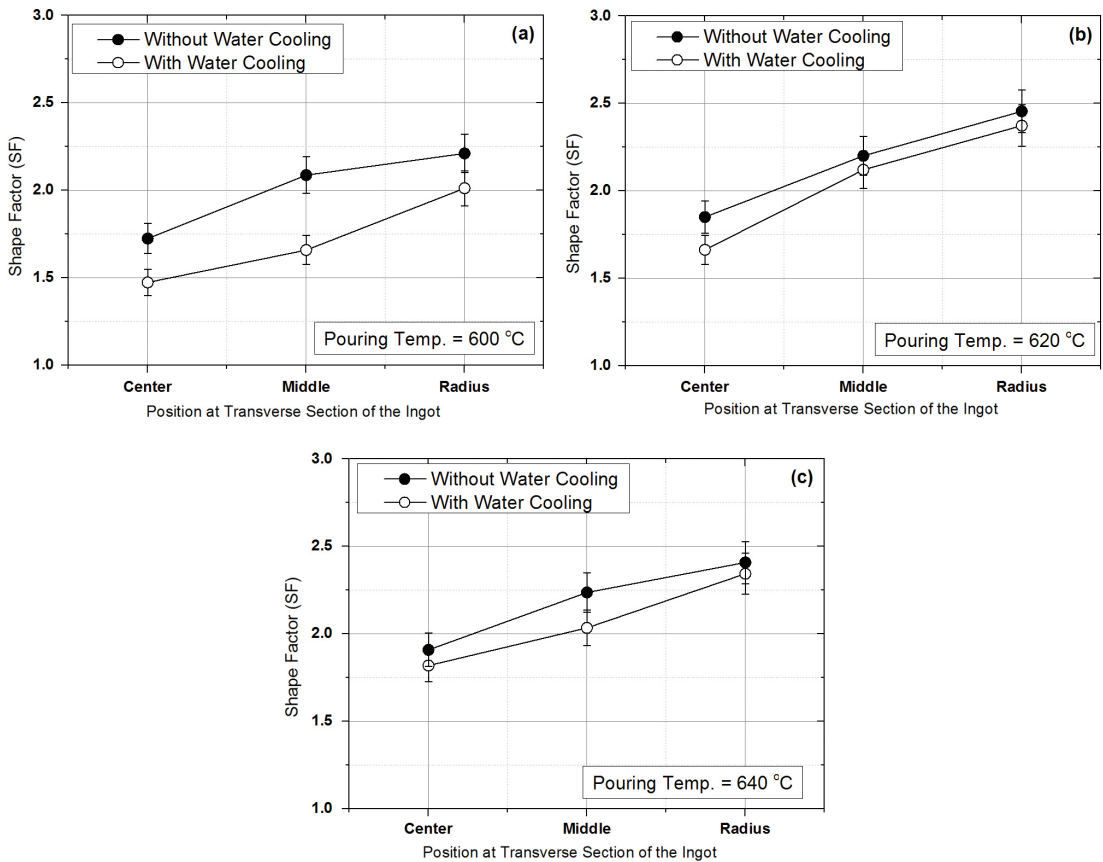 (a)
Without Water Cooling
With Water Cooling
3.0
2.5
2.0
1.5
1.0
Shape Factor (SF)
Pouring Temp. = 600 °C
Center Middle Radius
Position at Transverse Section of the Ingot
(b)
Without Water Cooling
With Water Cooling
3.0
2.5
2.0
1.5
1.0
Shape Factor (SF)
Pouring Temp. = 620 °C
Center Middle Radius
Position at Transverse Section of the Ingot
(c)
Without Water Cooling
With Water Cooling
3.0
2.5
2.0
1.5
1.0
Shape Factor (SF)
Pouring Temp. = 640 °C
Center Middle Radius
Position at Transverse Section of the Ingot